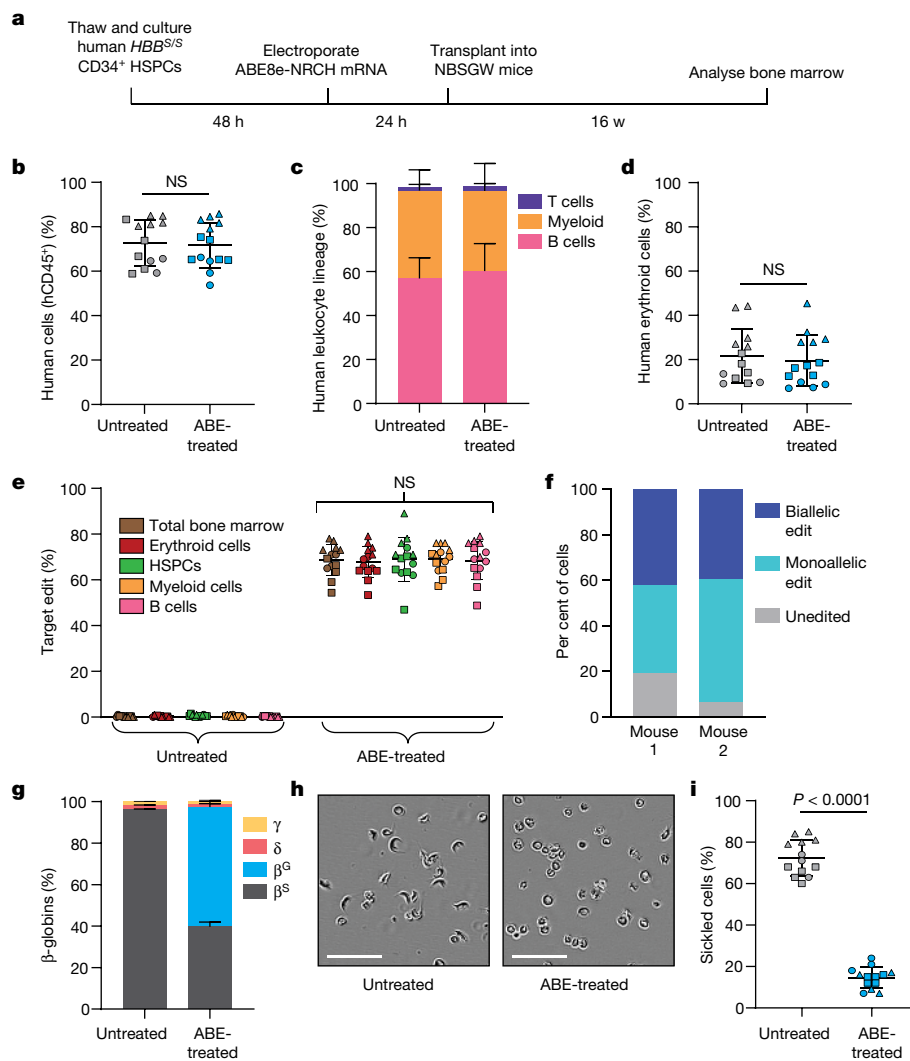 a
Thaw and culture
human HBB^S/S
CD34⁺ HSPCs
Electroporate
ABE8e-NRCH mRNA
Transplant into
NBSGW mice
Analyse bone marrow
48 h
24 h
16 w
b
Human cells (hCD45⁺) (%)
100
80
60
40
20
0
NS
Untreated
ABE-
treated
c
Human leukocyte lineage (%)
100
80
60
40
20
0
T cells
Myeloid
B cells
Untreated
ABE-
treated
d
Human erythroid cells (%)
100
80
60
40
20
0
NS
Untreated
ABE-
treated
e
Target edit (%)
100
80
60
40
20
0
Total bone marrow
Erythroid cells
HSPCs
Myeloid cells
B cells
NS
Untreated
ABE-treated
f
Per cent of cells
100
80
60
40
20
0
Biallelic
edit
Monoallelic
edit
Unedited
Mouse
1
Mouse
2
g
β-globins (%)
100
80
60
40
20
0
γ
δ
β^G
β^S
Untreated
ABE-
treated
h
Untreated
ABE-treated
i
Sickled cells (%)
100
80
60
40
20
0
P < 0.0001
Untreated
ABE-
treated